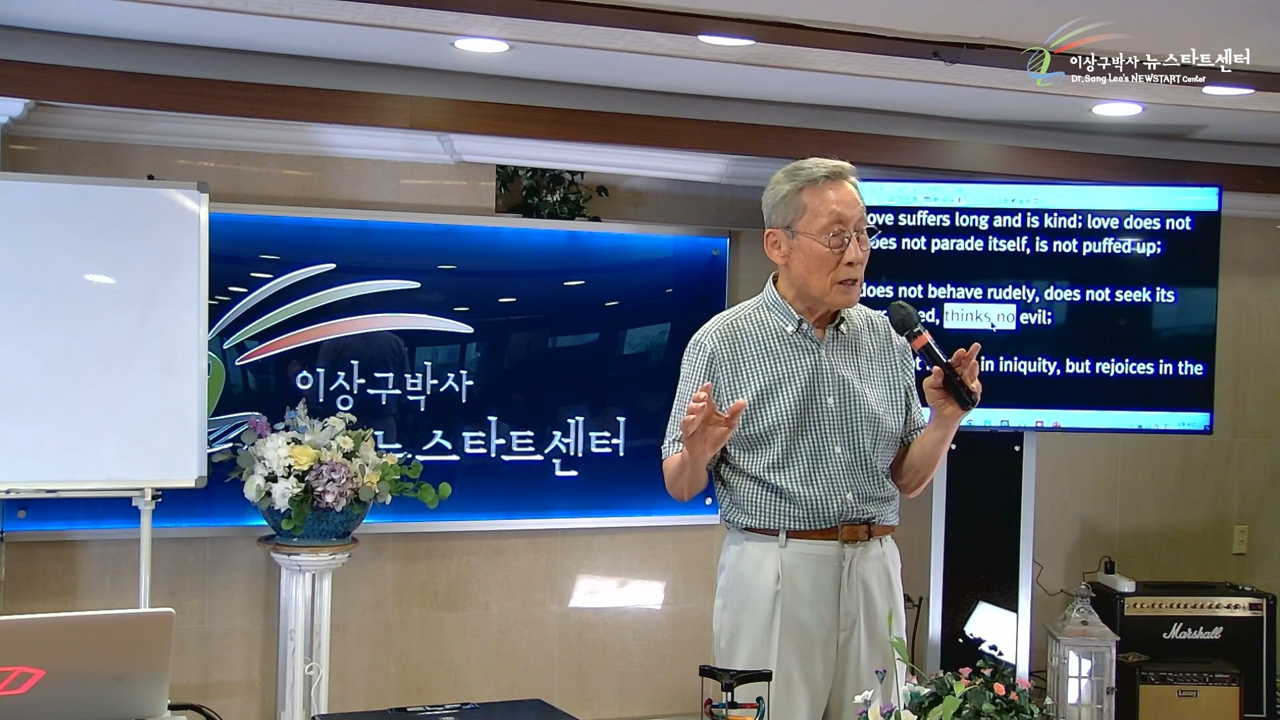 이상구박사 뉴스타트센터
Dr. Sang Lee's NEWSTART Center
ove suffers long and is kind; love does not
oes not parade itself, is not puffed up;
does not behave rudely, does not seek its
ed, thinks no evil;
in iniquity, but rejoices in the
이상구박사
뉴스타트센터
Marshall
Laney